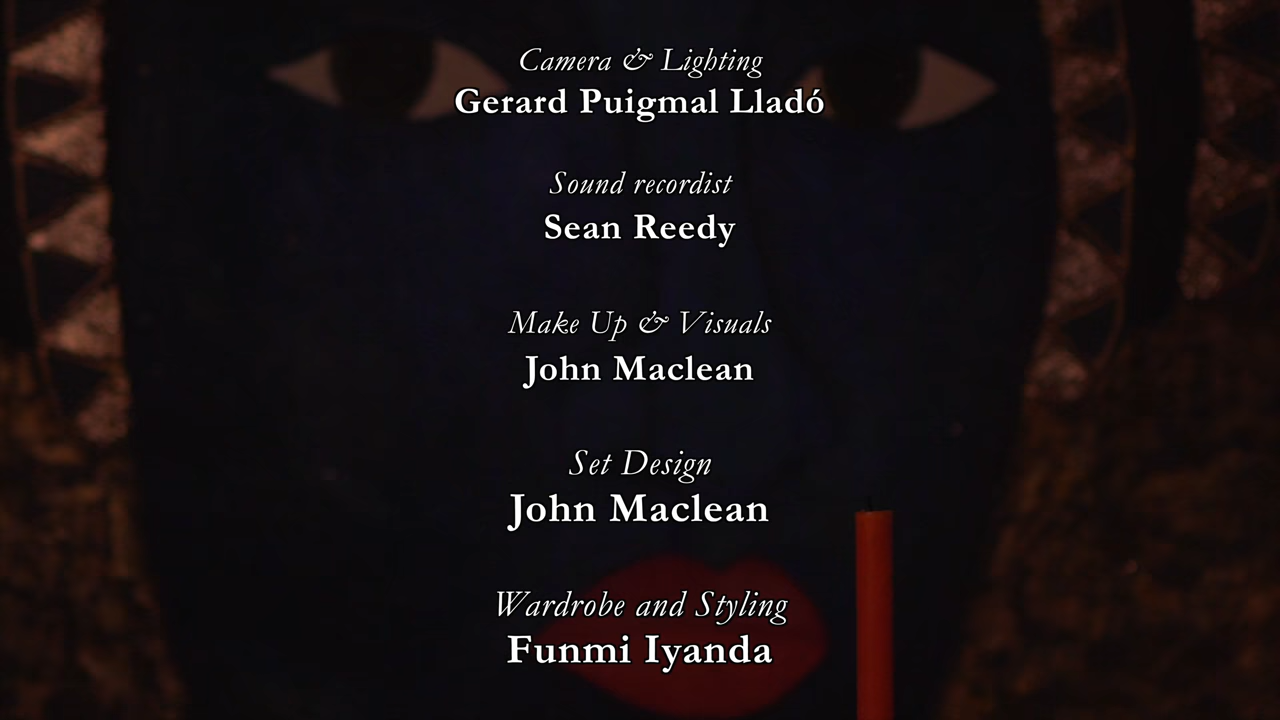 Camera & Lighting
Gerard Puigmal Lladó
Sound recordist
Sean Reedy
Make Up & Visuals
John Maclean
Set Design
John Maclean
Wardrobe and Styling
Funmi Iyanda